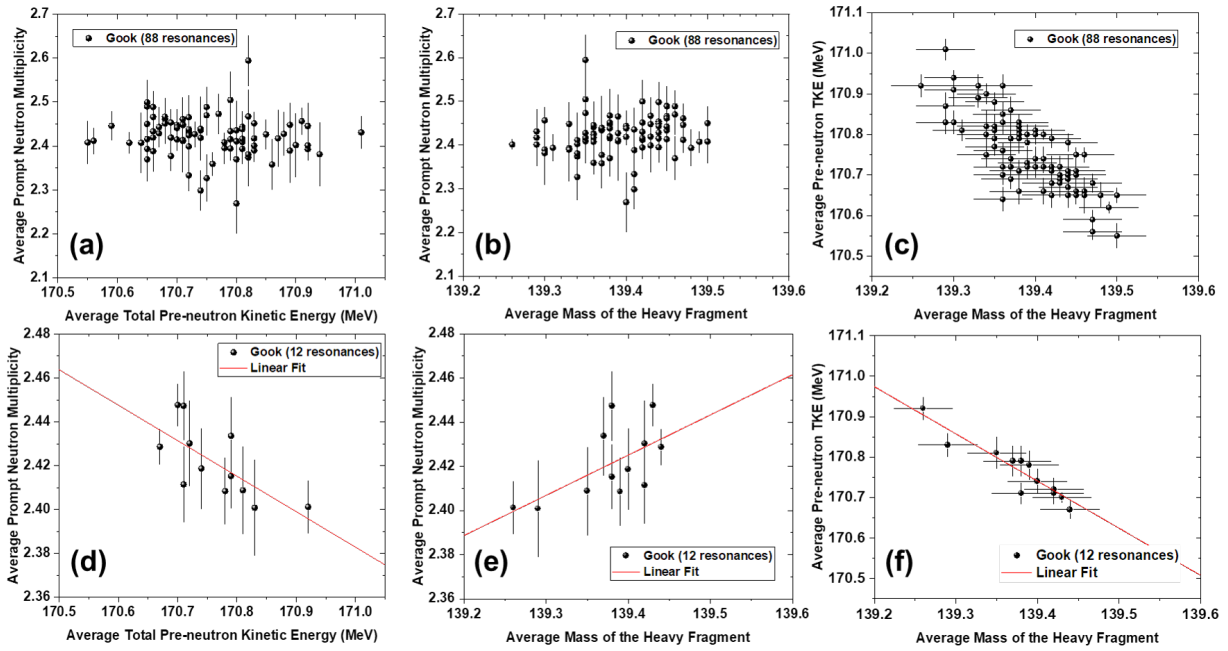 Average Prompt Neutron Multiplicity
2.7
2.6
2.5
2.4
2.3
2.2
2.1
Gook (88 resonances)
(a)
170.5 170.6 170.7 170.8 170.9 171.0
Average Total Pre-neutron Kinetic Energy (MeV)
Average Prompt Neutron Multiplicity
2.7
2.6
2.5
2.4
2.3
2.2
2.1
Gook (88 resonances)
(b)
139.2 139.3 139.4 139.5 139.6
Average Mass of the Heavy Fragment
Average Pre-neutron TKE (MeV)
171.1
171.0
170.9
170.8
170.7
170.6
170.5
Gook (88 resonances)
(c)
139.2 139.3 139.4 139.5 139.6
Average Mass of the Heavy Fragment
Average Prompt Neutron Multiplicity
2.48
2.46
2.44
2.42
2.40
2.38
2.36
Gook (12 resonances)
Linear Fit
(d)
170.5 170.6 170.7 170.8 170.9 171.0
Average Total Pre-neutron Kinetic Energy (MeV)
Average Prompt Neutron Multiplicity
2.48
2.46
2.44
2.42
2.40
2.38
2.36
Gook (12 resonances)
Linear Fit
(e)
139.2 139.3 139.4 139.5 139.6
Average Mass of the Heavy Fragment
Average Pre-neutron TKE (MeV)
171.1
171.0
170.9
170.8
170.7
170.6
170.5
Gook (12 resonances)
Linear Fit
(f)
139.2 139.3 139.4 139.5 139.6
Average Mass of the Heavy Fragment